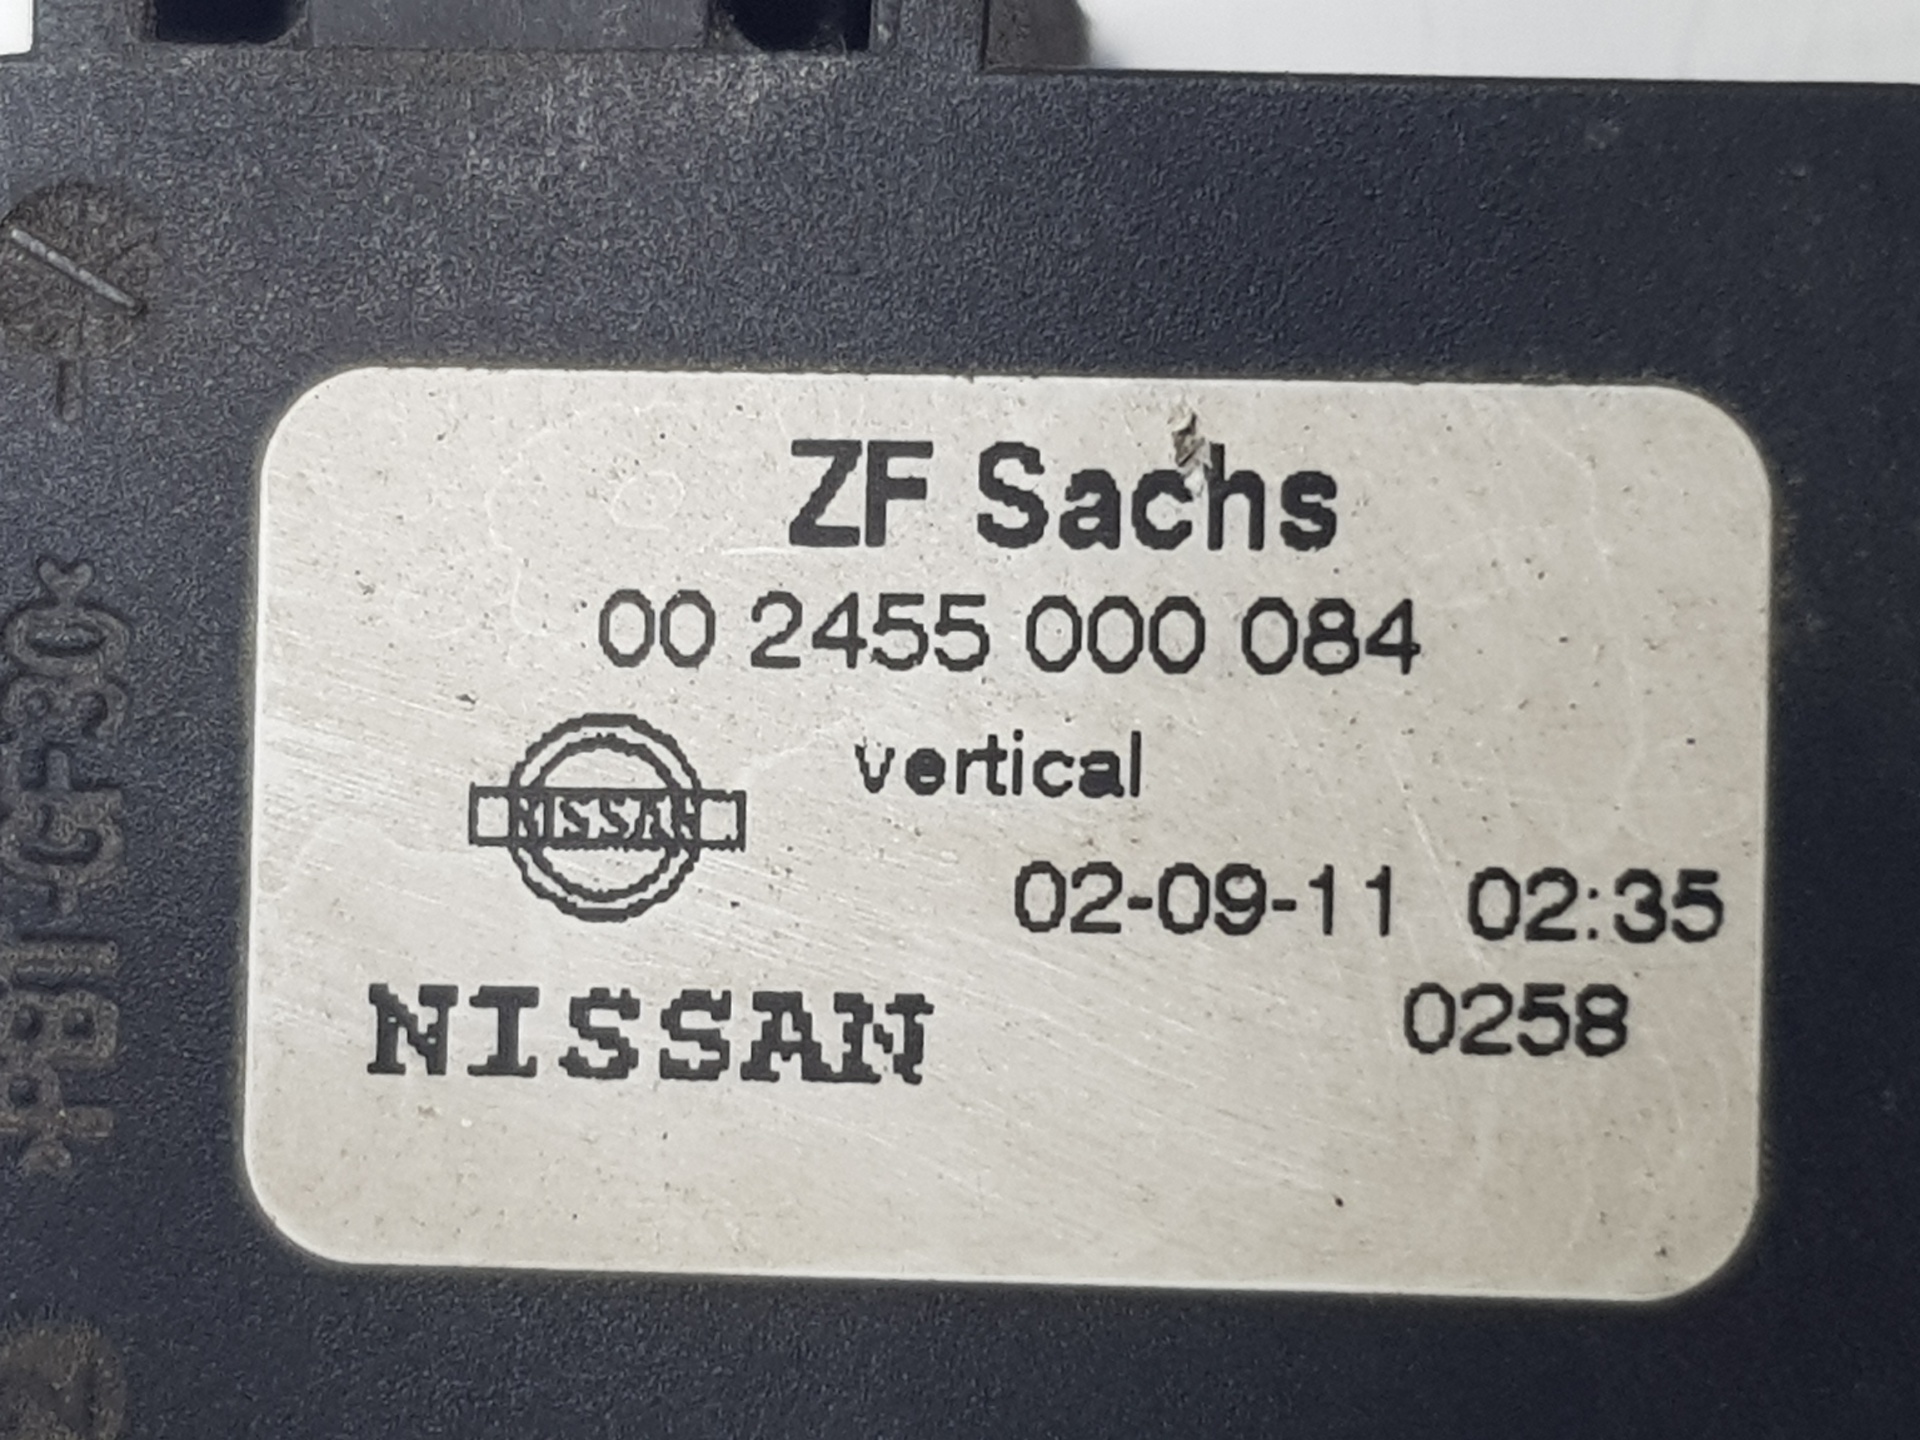 ZF Sachs
00 2455 000 084
vertical
NISSAN
02-09-11 02:35
NISSAN
0258